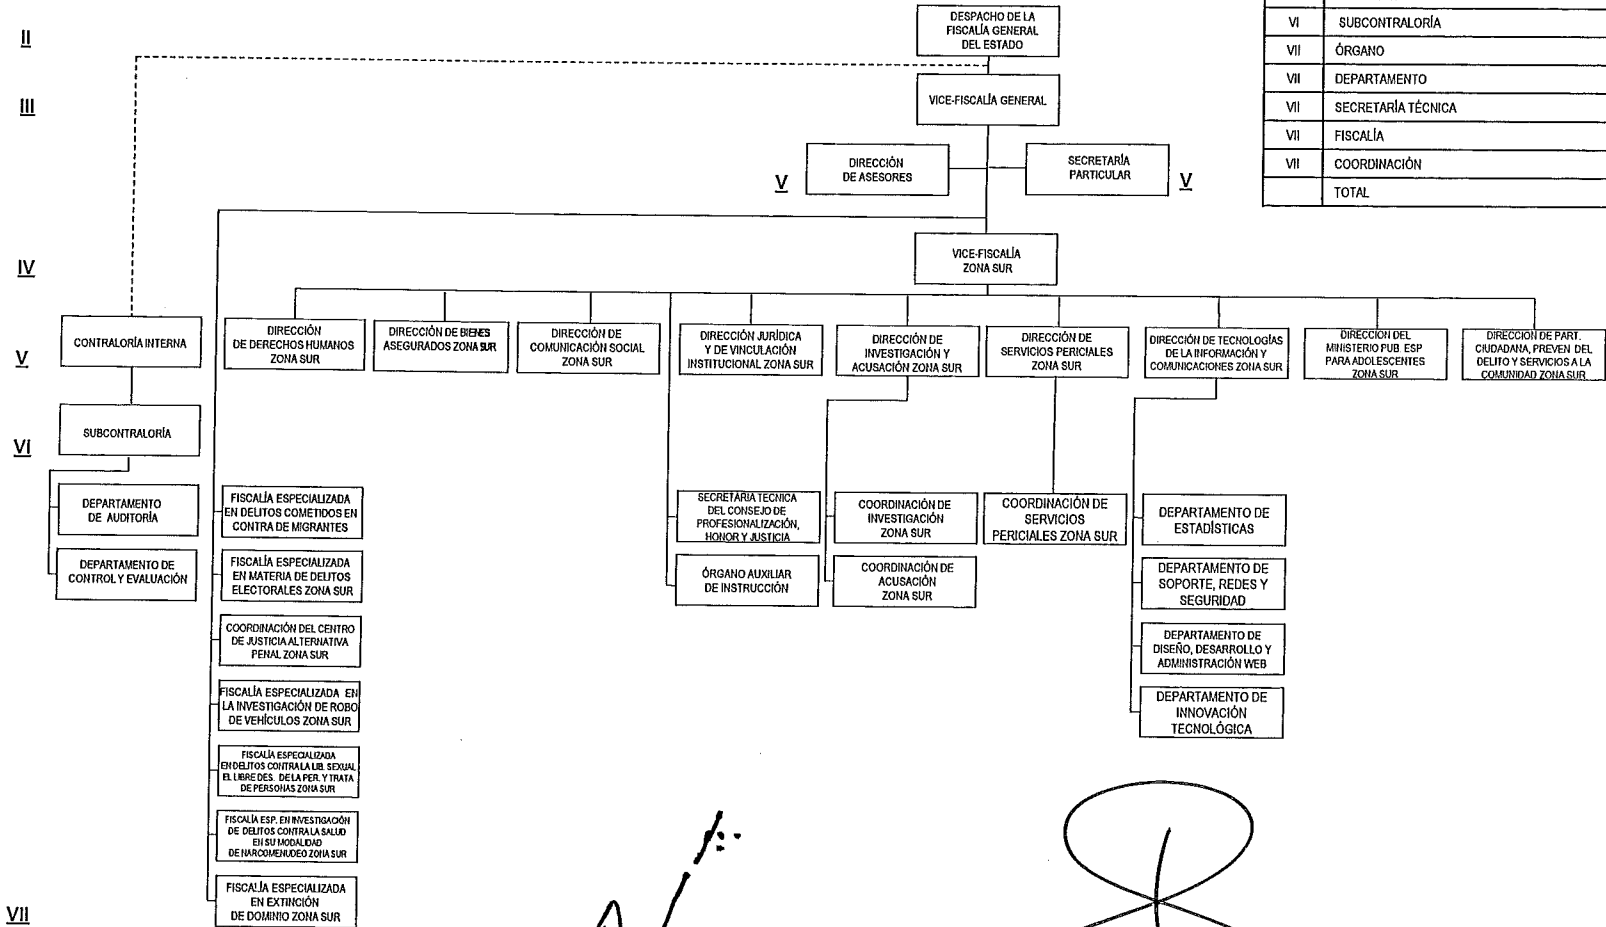 II
DESPACHO DE LA
FISCALÍA GENERAL
DEL ESTADO
VI SUBCONTRALORÍA
VII ÓRGANO
VII DEPARTAMENTO
VII SECRETARÍA TÉCNICA
VII FISCALÍA
VII COORDINACIÓN
TOTAL
III
VICE-FISCALÍA GENERAL
V
DIRECCIÓN
DE ASESORES
SECRETARÍA
PARTICULAR
V
IV
VICE-FISCALÍA
ZONA SUR
V
CONTRALORÍA INTERNA
DIRECCIÓN
DE DERECHOS HUMANOS
ZONA SUR
DIRECCIÓN DE BIENES
ASEGURADOS ZONA SUR
DIRECCIÓN DE
COMUNICACIÓN SOCIAL
ZONA SUR
DIRECCIÓN JURÍDICA
Y DE VINCULACIÓN
INSTITUCIONAL ZONA SUR
DIRECCIÓN DE
INVESTIGACIÓN Y
ACUSACIÓN ZONA SUR
DIRECCIÓN DE
SERVICIOS PERICIALES
ZONA SUR
DIRECCIÓN DE TECNOLOGÍAS
DE LA INFORMACIÓN Y
COMUNICACIONES ZONA SUR
DIRECCION DEL
MINISTERIO PUB. ESP
PARA ADOLESCENTES
ZONA SUR
DIRECCION DE PART.
CIUDADANA, PREVEN DEL
DELITO Y SERVICIOS A LA
COMUNIDAD ZONA SUR
VI
SUBCONTRALORÍA
DEPARTAMENTO
DE AUDITORÍA
DEPARTAMENTO DE
CONTROL Y EVALUACIÓN
FISCALÍA ESPECIALIZADA
EN DELITOS COMETIDOS EN
CONTRA DE MIGRANTES
FISCALÍA ESPECIALIZADA
EN MATERIA DE DELITOS
ELECTORALES ZONA SUR
COORDINACIÓN DEL CENTRO
DE JUSTICIA ALTERNATIVA
PENAL ZONA SUR
FISCALÍA ESPECIALIZADA EN
LA INVESTIGACIÓN DE ROBO
DE VEHÍCULOS ZONA SUR
FISCALÍA ESPECIALIZADA
EN DELITOS CONTRA LA LIB. SEXUAL
EL LIBRE DES. DE LA PER. Y TRATA
DE PERSONAS ZONA SUR
FISCALÍA ESP. EN INVESTIGACIÓN
DE DELITOS CONTRA LA SALUD
EN SU MODALIDAD
DE NARCOMENUDEO ZONA SUR
FISCALÍA ESPECIALIZADA
EN EXTINCIÓN
DE DOMINIO ZONA SUR
SECRETARIA TECNICA
DEL CONSEJO DE
PROFESIONALIZACIÓN,
HONOR Y JUSTICIA
ÓRGANO AUXILIAR
DE INSTRUCCIÓN
COORDINACIÓN DE
INVESTIGACIÓN
ZONA SUR
COORDINACIÓN DE
ACUSACIÓN
ZONA SUR
COORDINACIÓN DE
SERVICIOS
PERICIALES ZONA SUR
DEPARTAMENTO DE
ESTADÍSTICAS
DEPARTAMENTO DE
SOPORTE, REDES Y
SEGURIDAD
DEPARTAMENTO DE
DISEÑO, DESARROLLO Y
ADMINISTRACIÓN WEB
DEPARTAMENTO DE
INNOVACIÓN
TECNOLÓGICA
VII